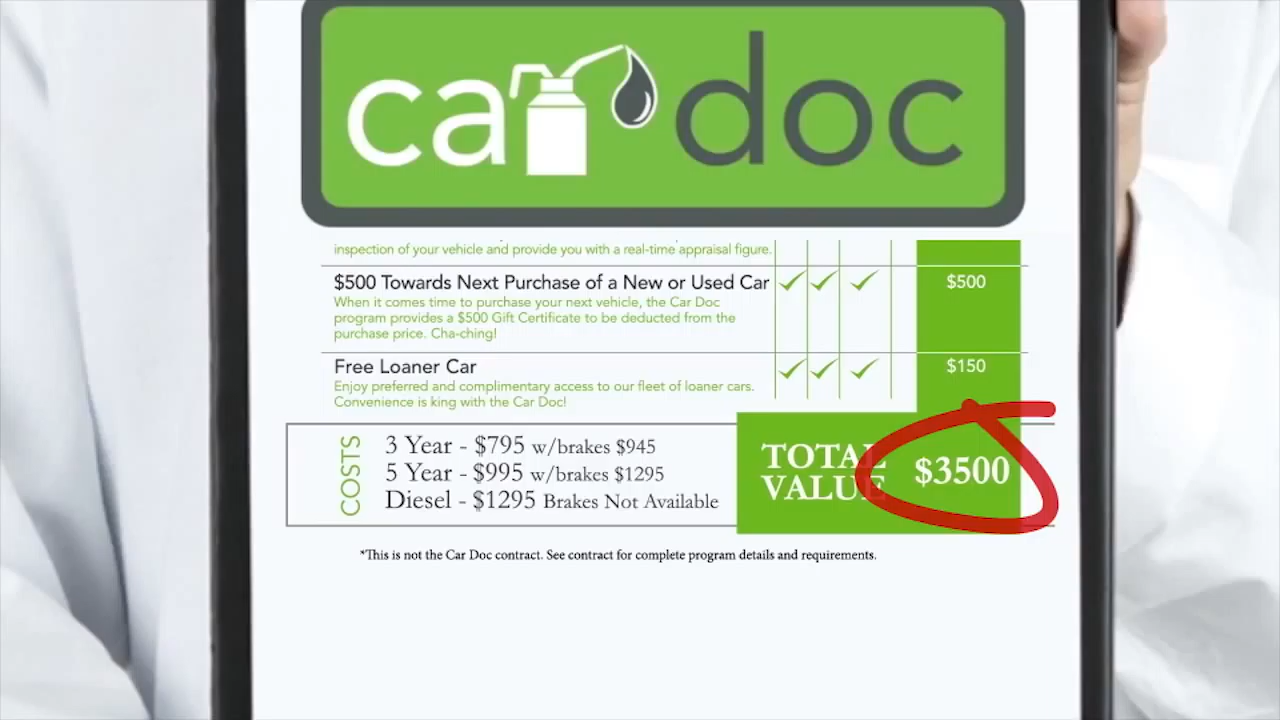 car doc
inspection of your vehicle and provide you with a real-time appraisal figure.
$500 Towards Next Purchase of a New or Used Car
$500
When it comes time to purchase your next vehicle, the Car Doc
program provides a $500 Gift Certificate to be deducted from the
purchase price. Cha-ching!
Free Loaner Car
$150
Enjoy preferred and complimentary access to our fleet of loaner cars.
Convenience is king with the Car Doc!
COSTS
3 Year - $795 w/brakes $945
5 Year - $995 w/brakes $1295
Diesel - $1295 Brakes Not Available
TOTAL
VALUE
$3500
*This is not the Car Doc contract. See contract for complete program details and requirements.